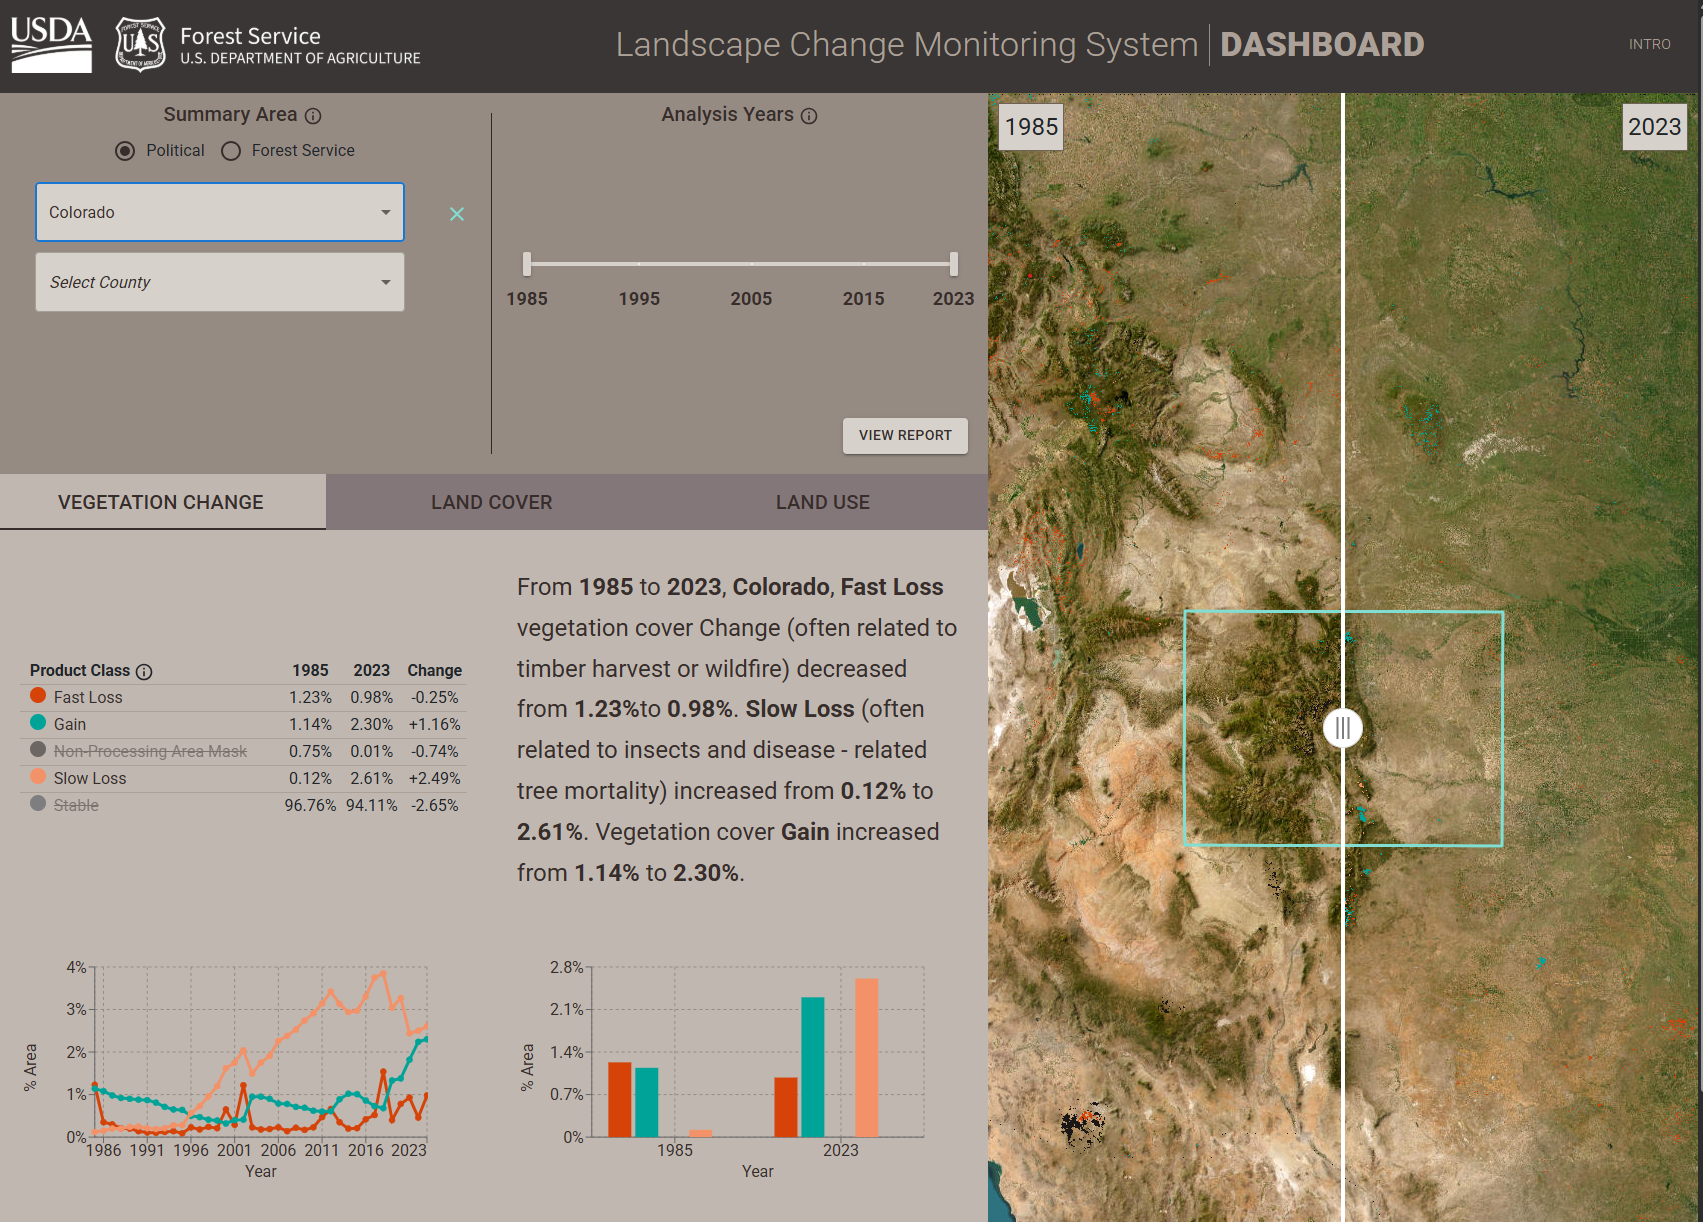 USDA
Forest Service
U.S. DEPARTMENT OF AGRICULTURE
Landscape Change Monitoring System DASHBOARD
INTRO
Summary Area
Political Forest Service
Colorado
Select County
Analysis Years
1985 1995 2005 2015 2023
VIEW REPORT
1985
2023
VEGETATION CHANGE LAND COVER LAND USE
Product Class 1985 2023 Change
Fast Loss 1.23% 0.98% -0.25%
Gain 1.14% 2.30% +1.16%
Non-Processing Area Mask 0.75% 0.01% -0.74%
Slow Loss 0.12% 2.61% +2.49%
Stable 96.76% 94.11% -2.65%
From 1985 to 2023, Colorado, Fast Loss
vegetation cover Change (often related to
timber harvest or wildfire) decreased
from 1.23%to 0.98%. Slow Loss (often
related to insects and disease - related
tree mortality) increased from 0.12% to
2.61%. Vegetation cover Gain increased
from 1.14% to 2.30%.
% Area
4%
3%
2%
1%
0%
1986 1991 1996 2001 2006 2011 2016 2023
Year
% Area
2.8%
2.1%
1.4%
0.7%
0%
1985 2023
Year